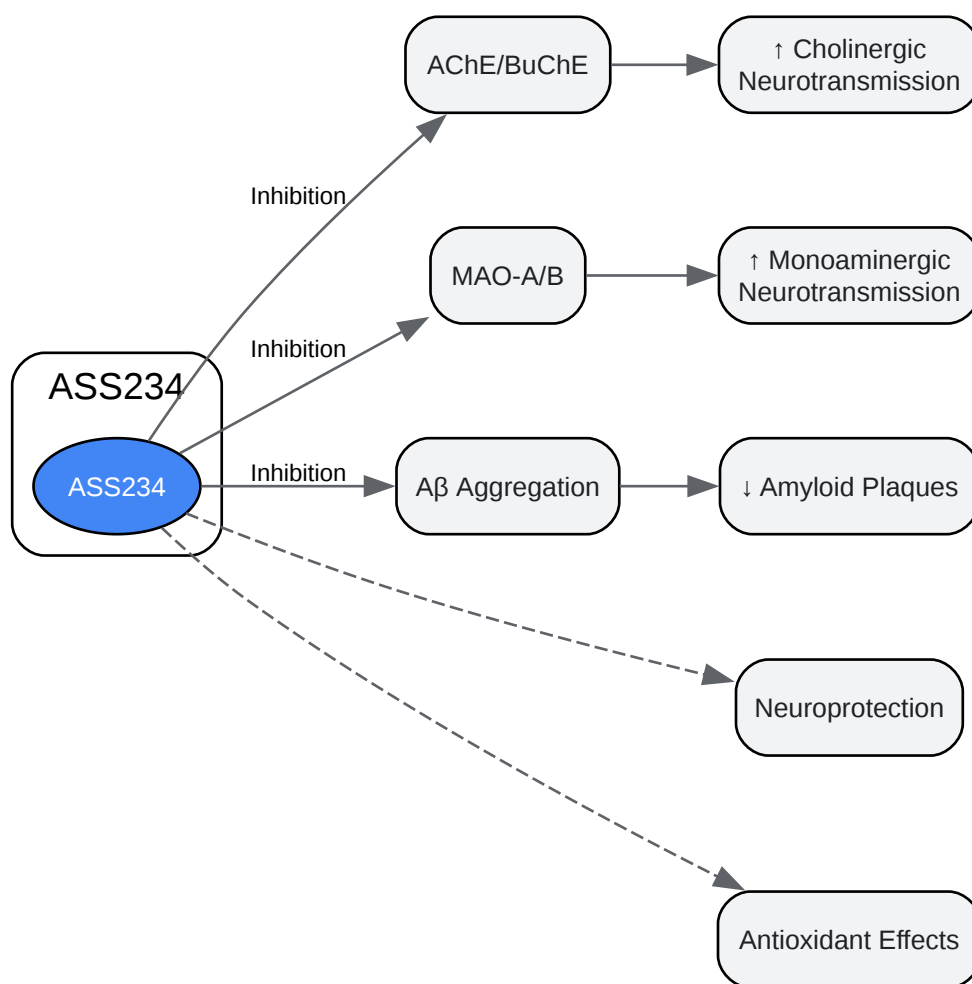 AChE/BuChE
↑ Cholinergic
Neurotransmission
Inhibition
MAO-A/B
↑ Monoaminergic
Neurotransmission
Inhibition
ASS234
ASS234
Inhibition
Aβ Aggregation
↓ Amyloid Plaques
Neuroprotection
Antioxidant Effects